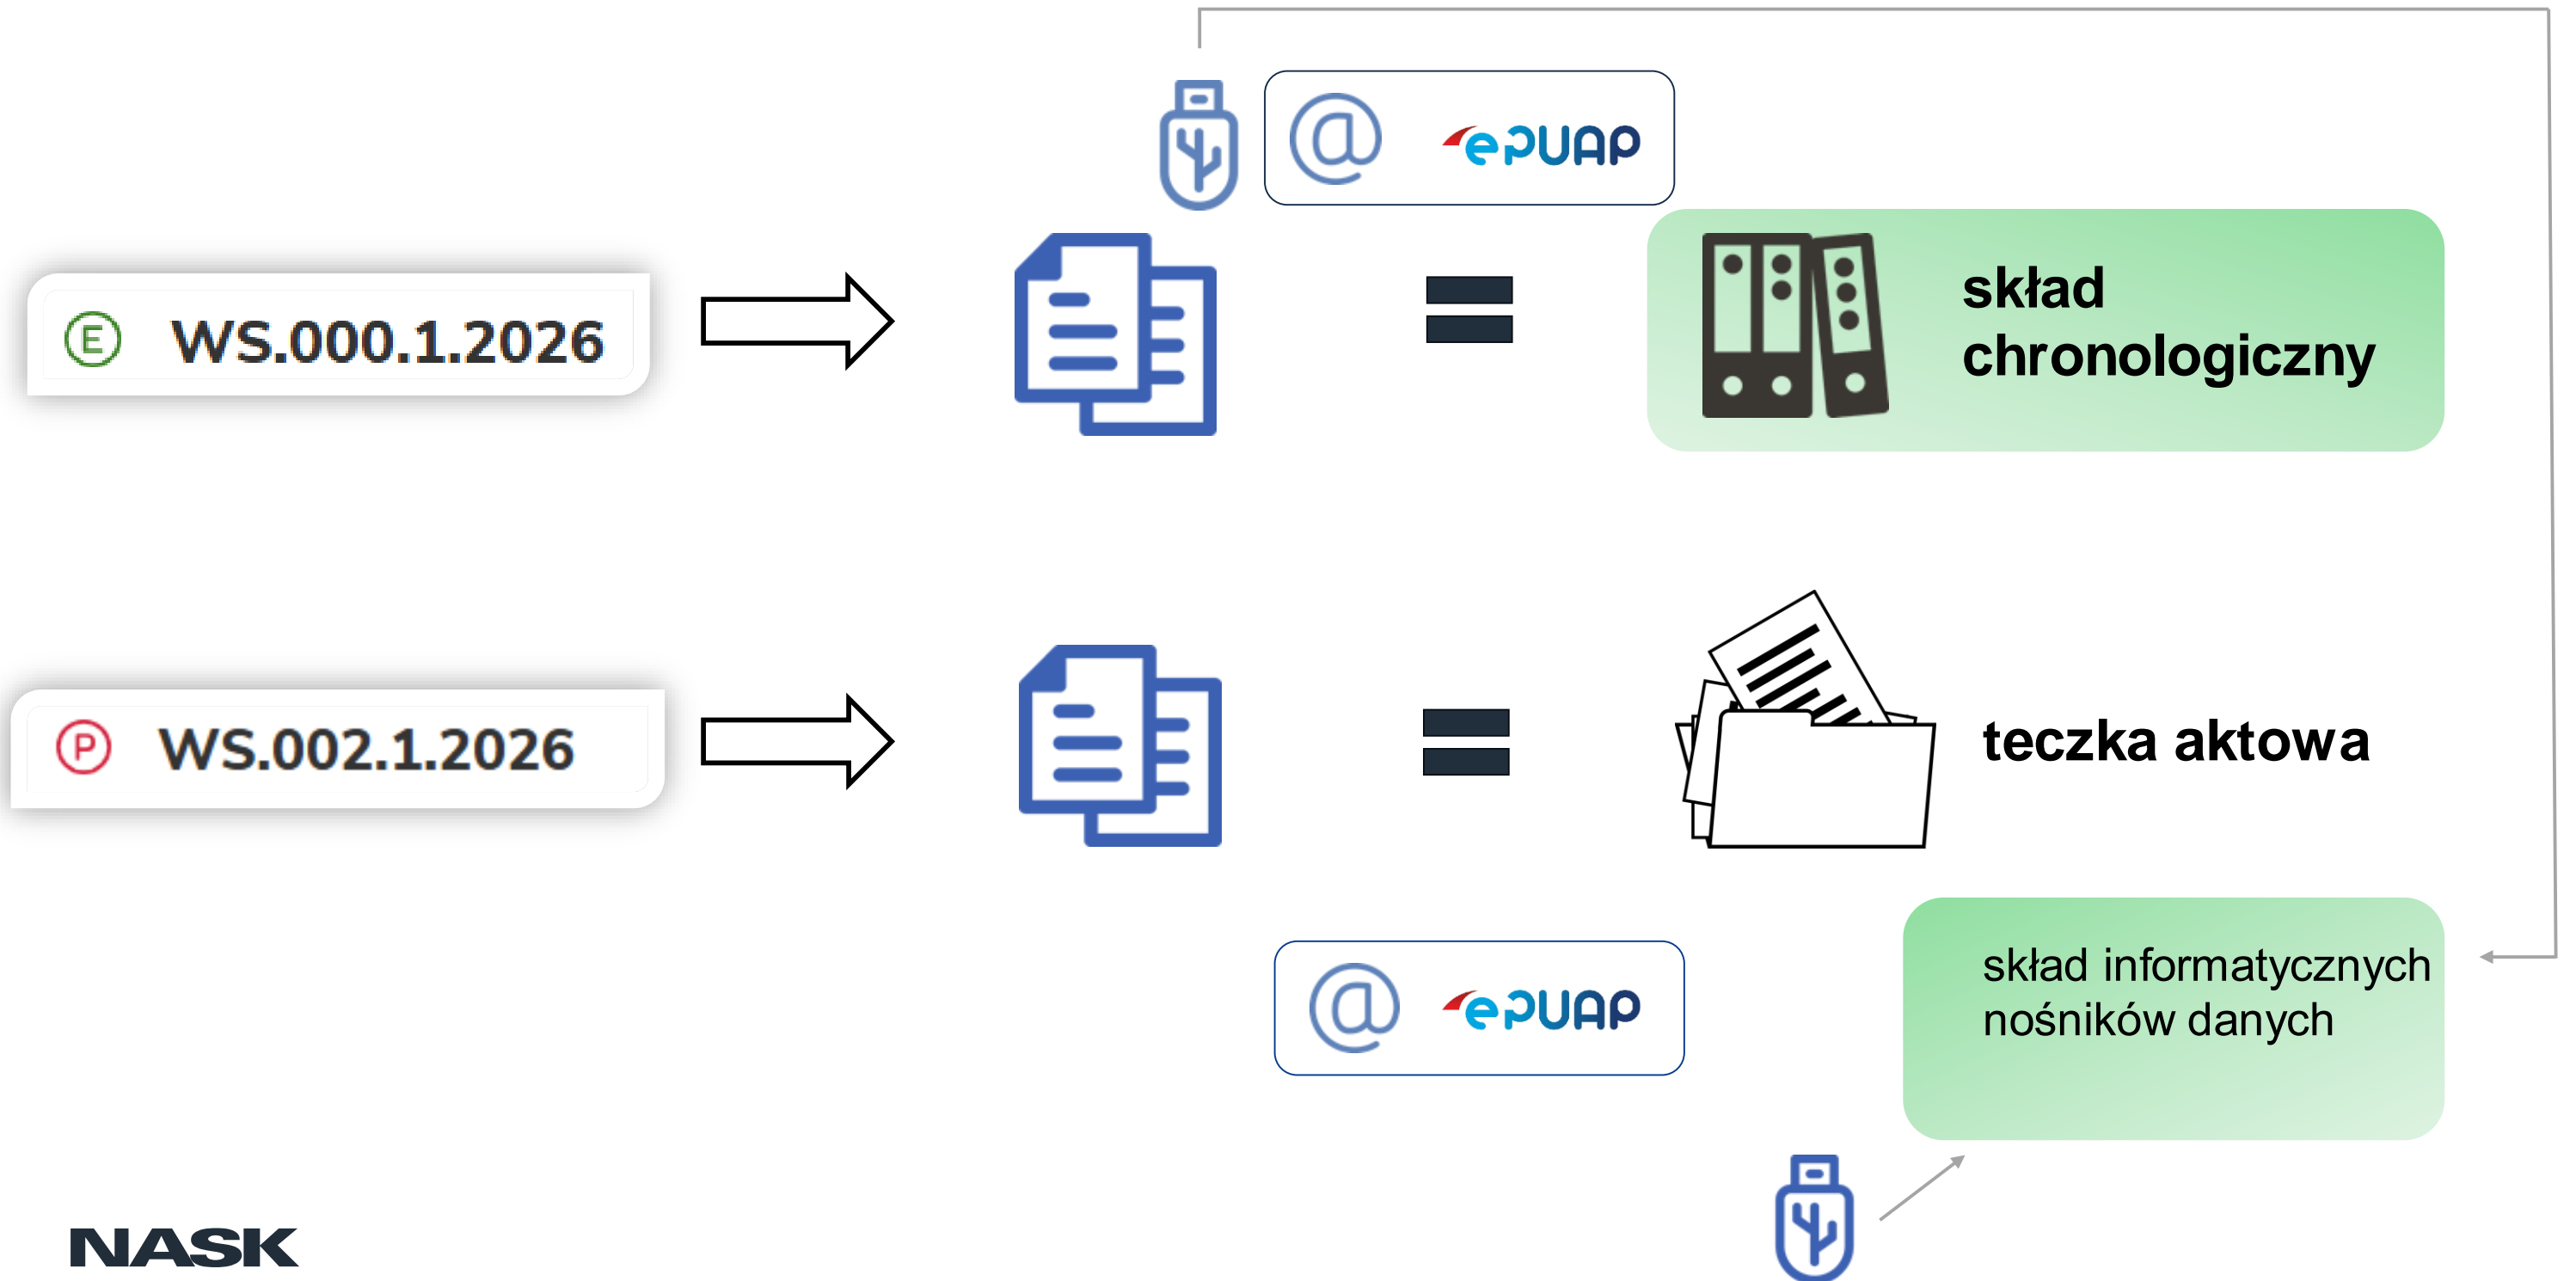 @ epUAP
E WS.000.1.2026
skład
chronologiczny
P WS.002.1.2026
teczka aktowa
@ epUAP
skład informatycznych
nośników danych
NASK